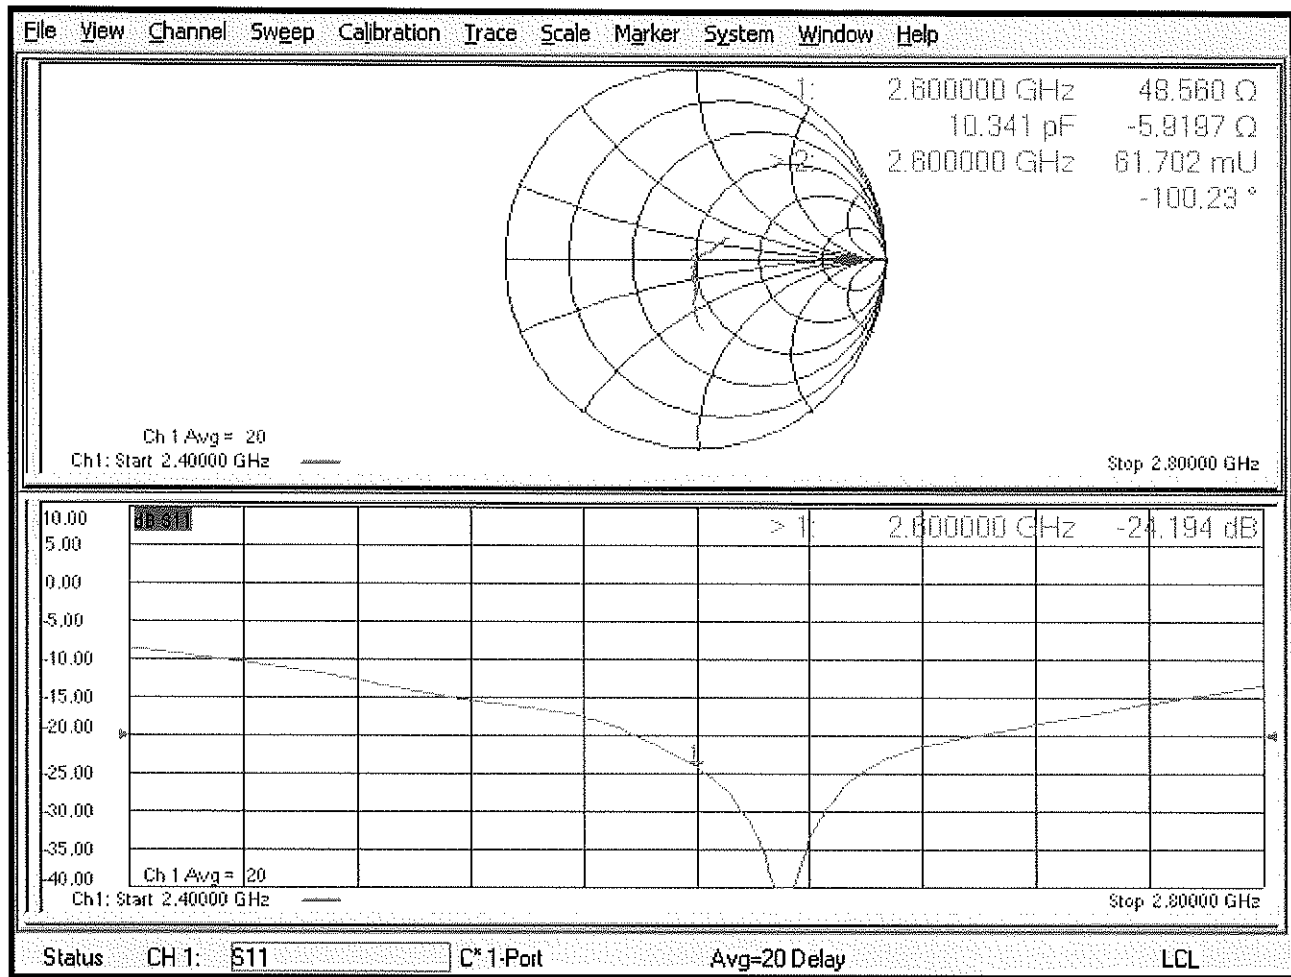 File View Channel Sweep Calibration Trace Scale Marker System Window Help
1: 2.600000 GHz 48.560 Ω
10.341 pF -5.9197 Ω
> 2: 2.600000 GHz 61.702 mU
-100.23 °
Ch 1 Avg = 20
Ch1: Start 2.40000 GHz
Stop 2.80000 GHz
10.00 dB S11 > 1: 2.600000 GHz -24.194 dB
5.00
0.00
-5.00
-10.00
-15.00
-20.00
1
-25.00
-30.00
-35.00
-40.00 Ch 1 Avg = 20
Ch1: Start 2.40000 GHz
Stop 2.80000 GHz
Status CH 1: S11 C* 1-Port Avg=20 Delay LCL